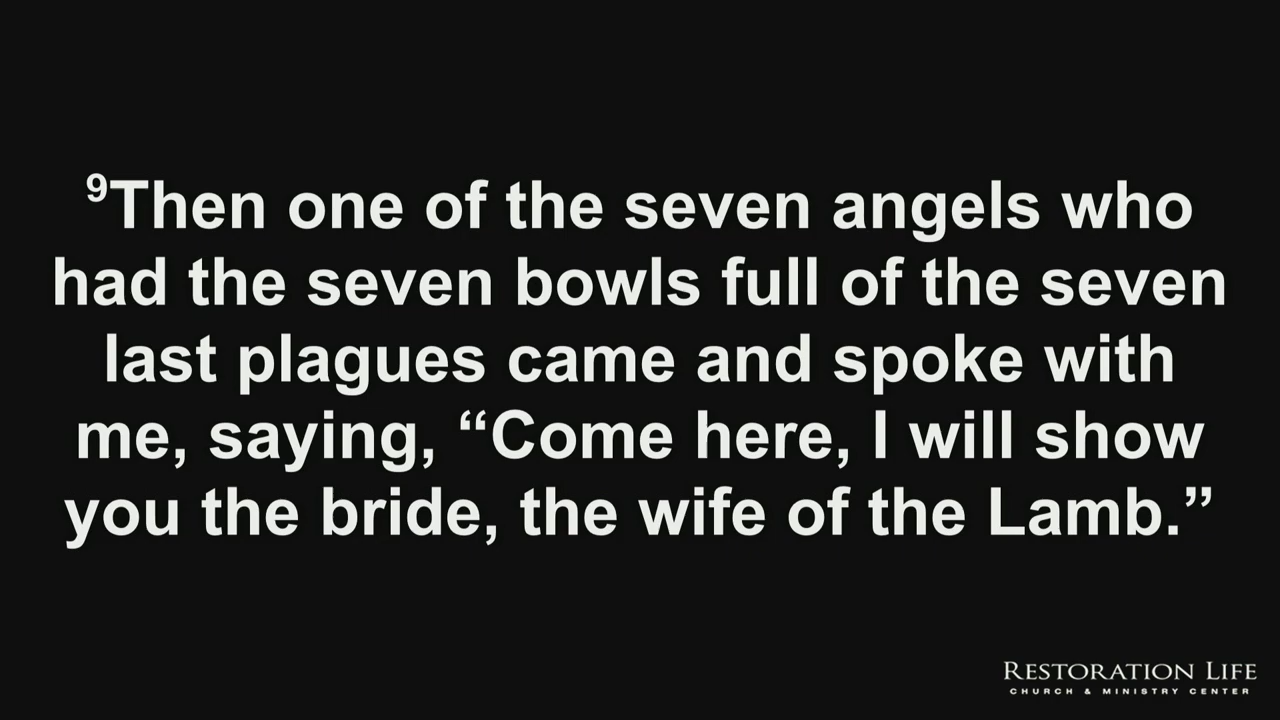 ⁹Then one of the seven angels who
had the seven bowls full of the seven
last plagues came and spoke with
me, saying, “Come here, I will show
you the bride, the wife of the Lamb.”
RESTORATION LIFE
CHURCH & MINISTRY CENTER